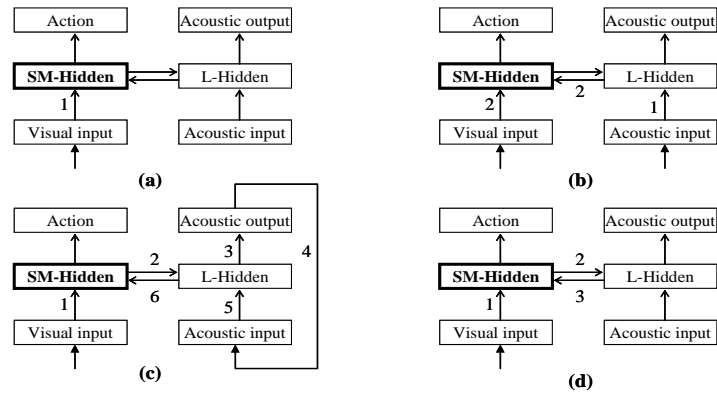 Action Acoustic output
SM-Hidden L-Hidden
1
Visual input Acoustic input
(a)
Action Acoustic output
SM-Hidden L-Hidden
2 2 1
Visual input Acoustic input
(b)
Action Acoustic output
2 3 4
SM-Hidden L-Hidden
6
1 5
Visual input Acoustic input
(c)
Action Acoustic output
2
SM-Hidden L-Hidden
3
1
Visual input Acoustic input
(d)